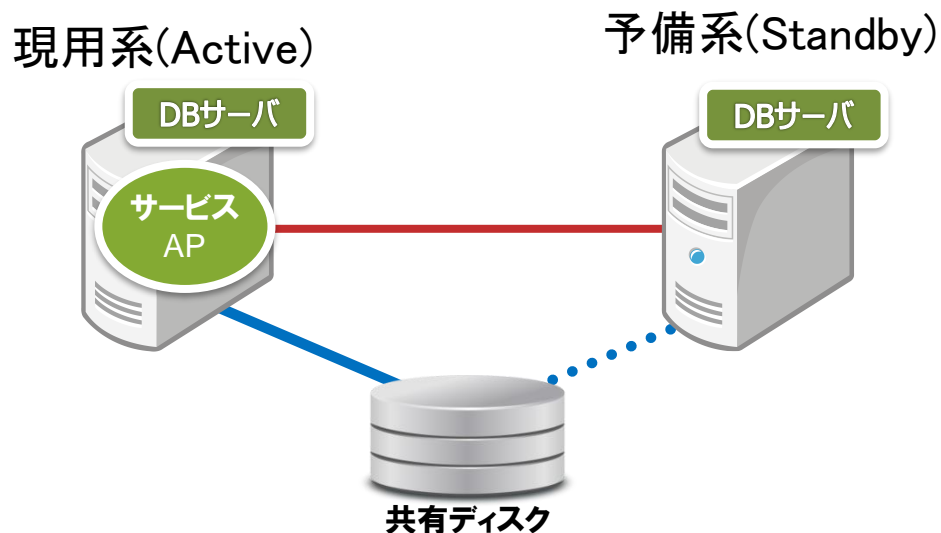 現用系(Active)
予備系(Standby)
DBサーバ
DBサーバ
サービス
AP
共有ディスク